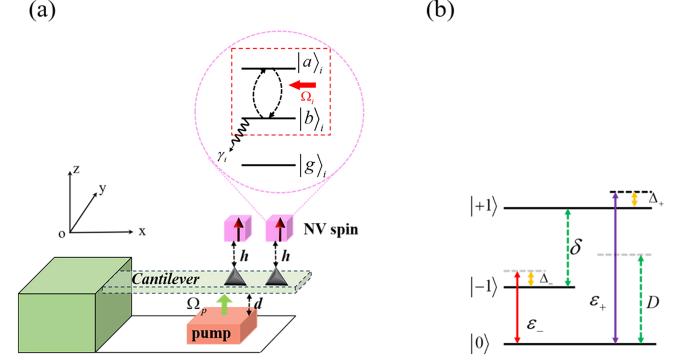 (a)
|a⟩ᵢ
Ωᵢ
|b⟩ᵢ
γᵢ
|g⟩ᵢ
z
y
o
x
NV spin
h
h
Cantilever
Ωₚ
d
pump
(b)
|+1⟩
Δ₊
δ
|−1⟩
Δ₋
ε₋
ε₊
D
|0⟩